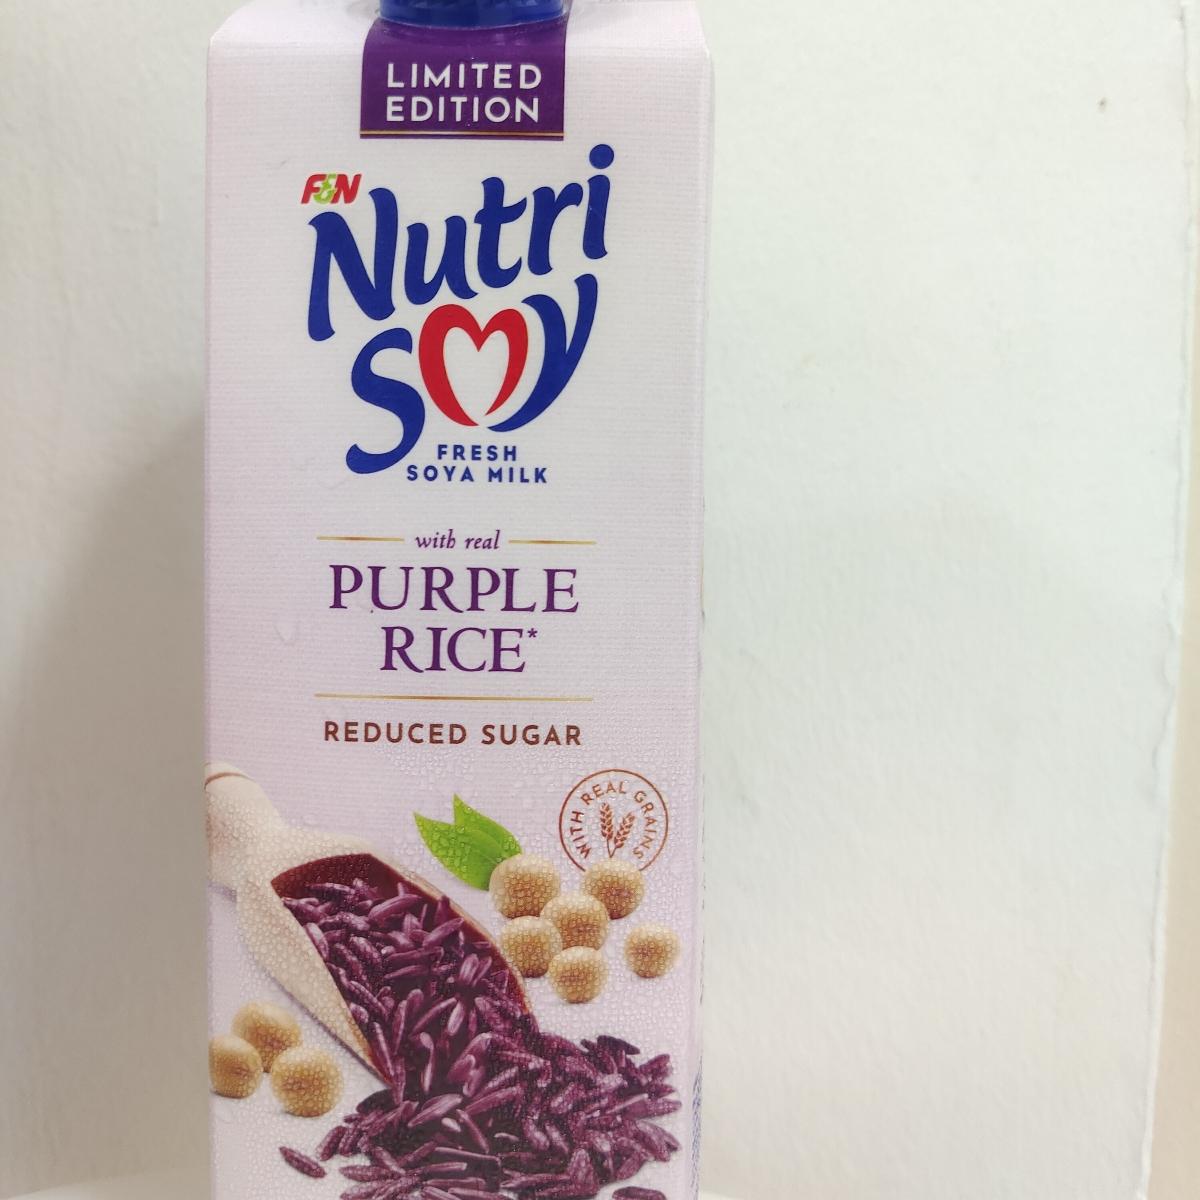 LIMITED
EDITION
F&N
Nutri
Soy
FRESH
SOYA MILK
with real
PURPLE
RICE*
REDUCED SUGAR
WITH REAL GRAINS